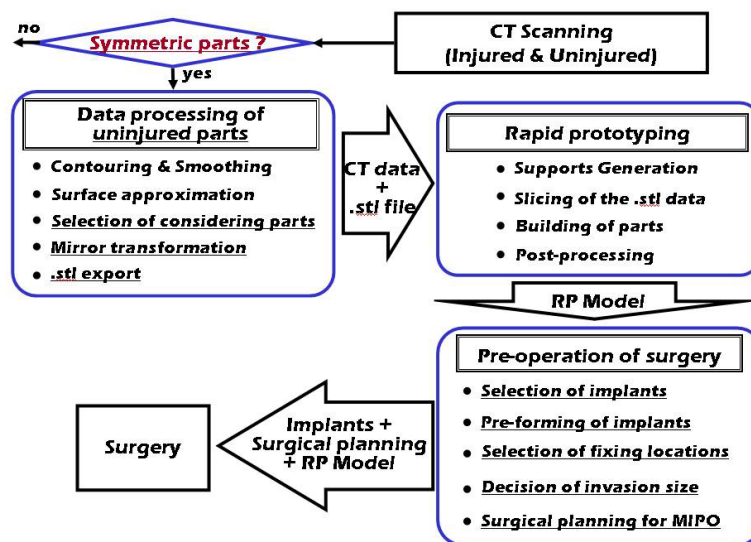 no
Symmetric parts ?
yes
CT Scanning
(Injured & Uninjured)
Data processing of
uninjured parts
• Contouring & Smoothing
• Surface approximation
• Selection of considering parts
• Mirror transformation
• .stl export
CT data
+
.stl file
Rapid prototyping
• Supports Generation
• Slicing of the .stl data
• Building of parts
• Post-processing
RP Model
Pre-operation of surgery
• Selection of implants
• Pre-forming of implants
• Selection of fixing locations
• Decision of invasion size
• Surgical planning for MIPO
Implants +
Surgical planning
+ RP Model
Surgery